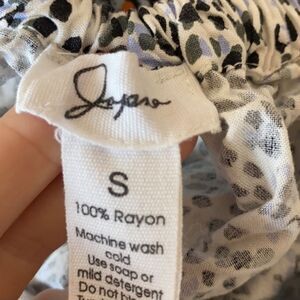 S
100% Rayon
Machine wash
cold
Use soap or
mild detergent
Do not